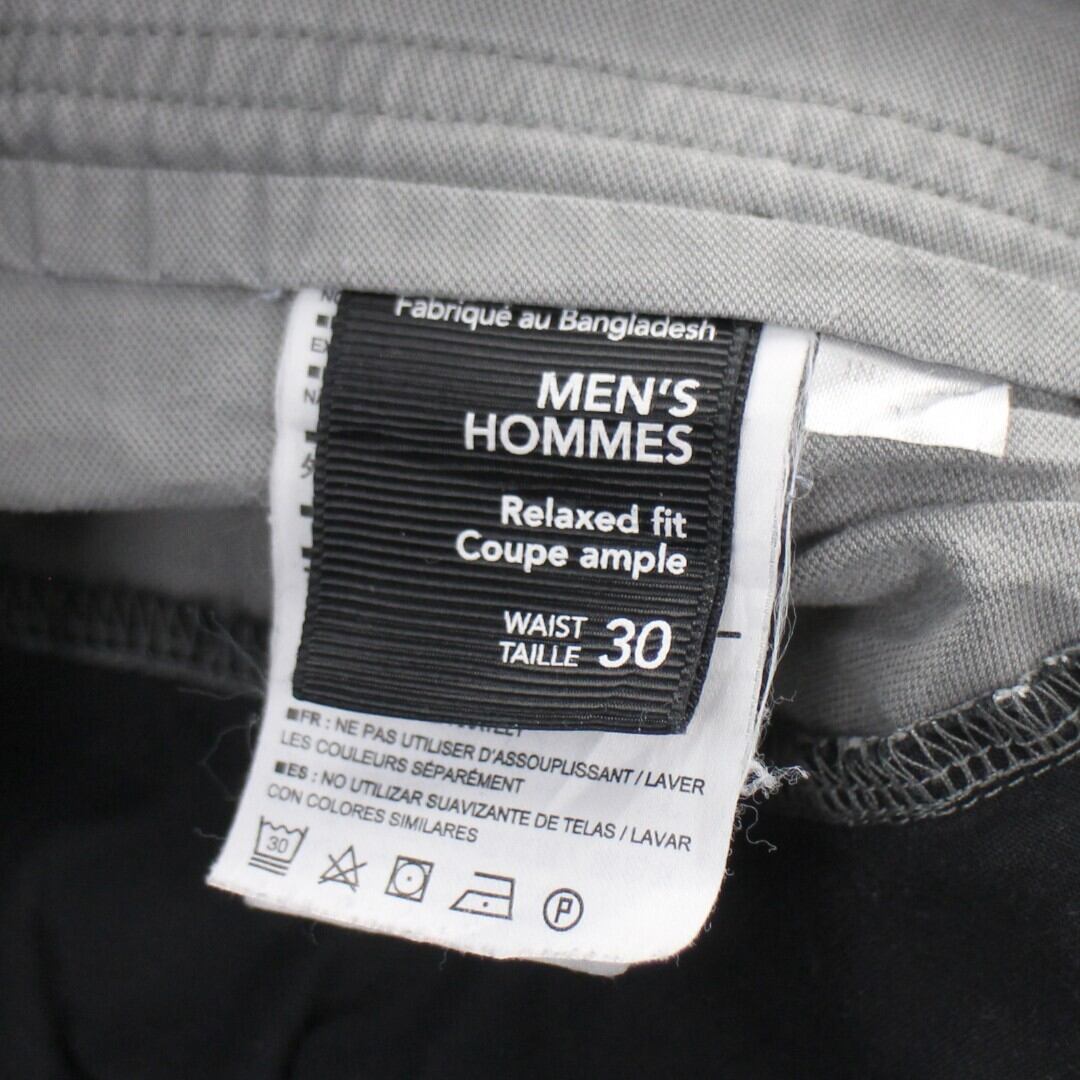 Fabriqué au Bangladesh
MEN'S
HOMMES
Relaxed fit
Coupe ample
WAIST
TAILLE 30
FR : NE PAS UTILISER D'ASSOUPLISSANT / LAVER
LES COULEURS SÉPARÉMENT
ES : NO UTILIZAR SUAVIZANTE DE TELAS / LAVAR
CON COLORES SIMILARES
30
P